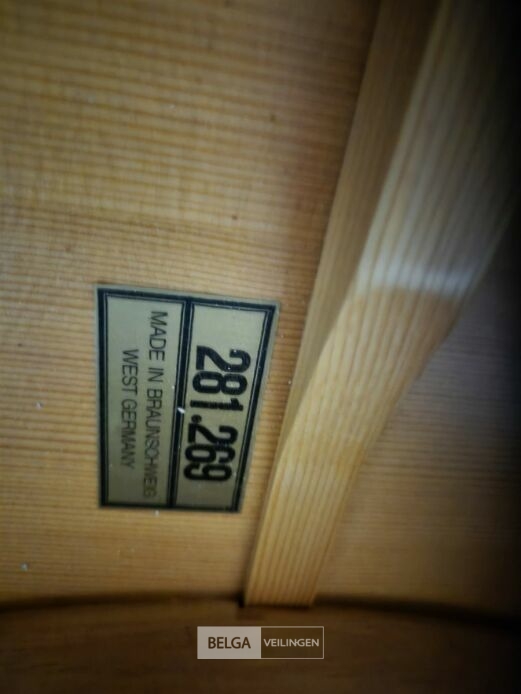 281.269
MADE IN BRAUNSCHWEIG
WEST GERMANY
BELGA VEILINGEN